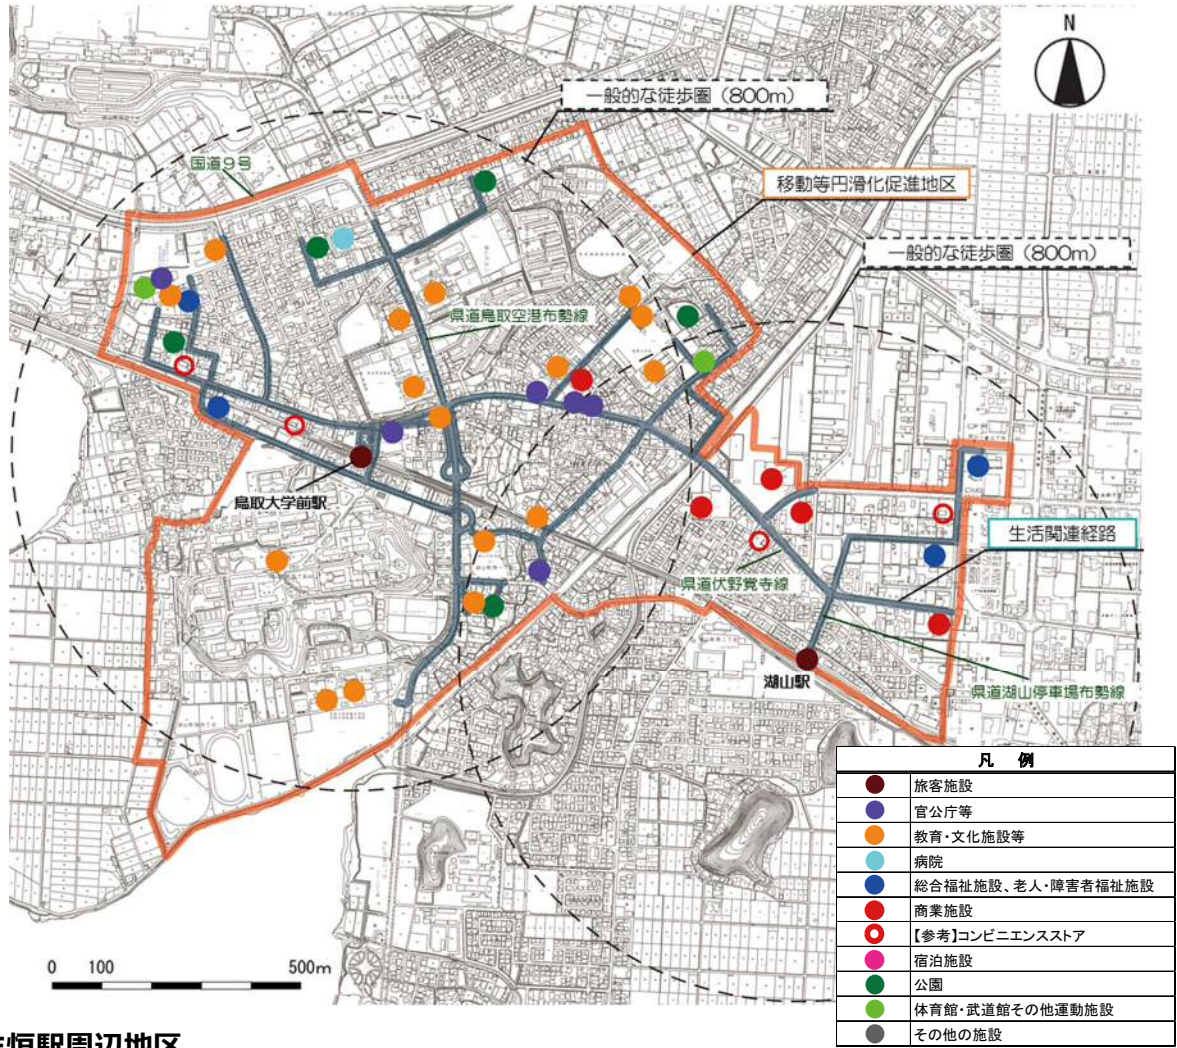 N
一般的な徒歩圏(800m)
国道9号
移動等円滑化促進地区
一般的な徒歩圏(800m)
県道鳥取空港布勢線
鳥取大学前駅
生活関連経路
県道伏野覚寺線
湖山駅
県道湖山停車場布勢線
0 100 500m
凡 例
旅客施設
官公庁等
教育・文化施設等
病院
総合福祉施設、老人・障害者福祉施設
商業施設
【参考】コンビニエンスストア
宿泊施設
公園
体育館・武道館その他運動施設
その他の施設
恒駅周辺地区